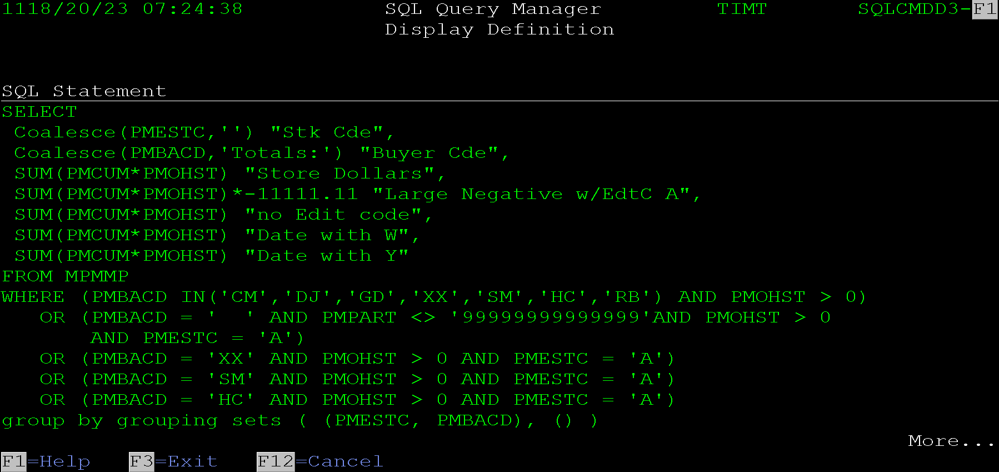 1118/20/23 07:24:38 SQL Query Manager TIMT SQLCMDD3-F1
Display Definition
SQL Statement
SELECT
Coalesce(PMESTC,'') "Stk Cde",
Coalesce(PMBACD,'Totals:') "Buyer Cde",
SUM(PMCUM*PMOHST) "Store Dollars",
SUM(PMCUM*PMOHST)*-11111.11 "Large Negative w/EdtC A",
SUM(PMCUM*PMOHST) "no Edit code",
SUM(PMCUM*PMOHST) "Date with W",
SUM(PMCUM*PMOHST) "Date with Y"
FROM MPMMP
WHERE (PMBACD IN('CM','DJ','GD','XX','SM','HC','RB') AND PMOHST > 0)
OR (PMBACD = '  ' AND PMPART <> '99999999999999'AND PMOHST > 0
AND PMESTC = 'A')
OR (PMBACD = 'XX' AND PMOHST > 0 AND PMESTC = 'A')
OR (PMBACD = 'SM' AND PMOHST > 0 AND PMESTC = 'A')
OR (PMBACD = 'HC' AND PMOHST > 0 AND PMESTC = 'A')
group by grouping sets ( (PMESTC, PMBACD), () )
More...
F1=Help F3=Exit F12=Cancel